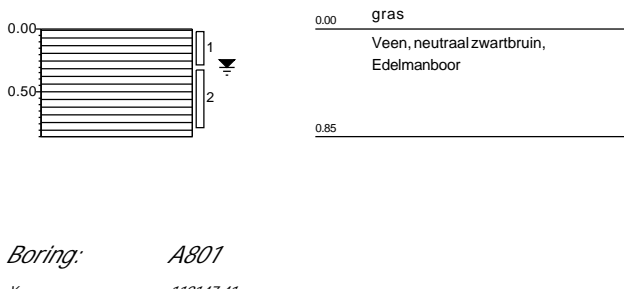 0.00
0.50
1
2
0.00 gras
Veen, neutraal zwartbruin,
Edelmanboor
0.85
Boring: A801